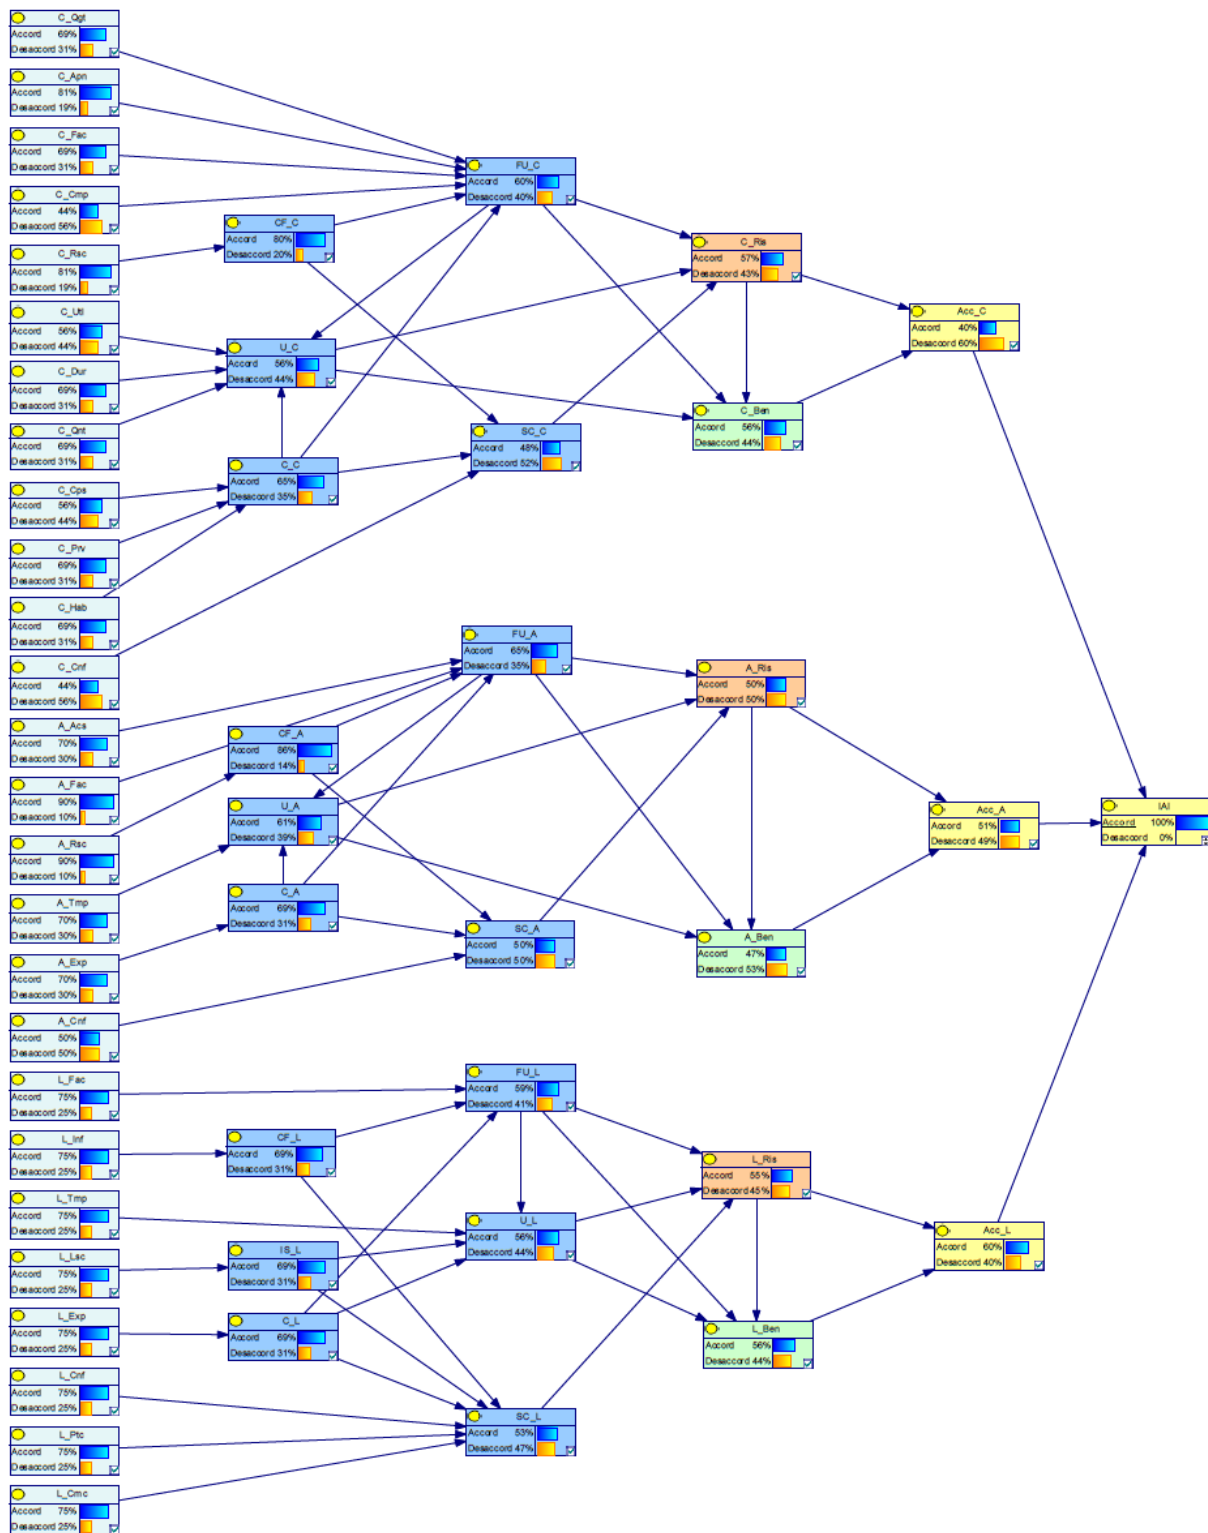 C_Qgt
Accord 69%
Desaccord 31%
C_Apn
Accord 81%
Desaccord 19%
C_Fac
Accord 69%
Desaccord 31%
C_Cmp
Accord 44%
Desaccord 56%
C_Rsc
Accord 81%
Desaccord 19%
C_Utl
Accord 56%
Desaccord 44%
C_Dur
Accord 69%
Desaccord 31%
C_Qnt
Accord 69%
Desaccord 31%
C_Cps
Accord 56%
Desaccord 44%
C_Prv
Accord 69%
Desaccord 31%
C_Hab
Accord 69%
Desaccord 31%
C_Cnf
Accord 44%
Desaccord 56%
A_Acs
Accord 70%
Desaccord 30%
A_Fac
Accord 90%
Desaccord 10%
A_Rsc
Accord 90%
Desaccord 10%
A_Tmp
Accord 70%
Desaccord 30%
A_Exp
Accord 70%
Desaccord 30%
A_Cnf
Accord 50%
Desaccord 50%
L_Fac
Accord 75%
Desaccord 25%
L_Inf
Accord 75%
Desaccord 25%
L_Tmp
Accord 75%
Desaccord 25%
L_Lsc
Accord 75%
Desaccord 25%
L_Exp
Accord 75%
Desaccord 25%
L_Cnf
Accord 75%
Desaccord 25%
L_Ptc
Accord 75%
Desaccord 25%
L_Cmc
Accord 75%
Desaccord 25%
CF_C
Accord 80%
Desaccord 20%
U_C
Accord 56%
Desaccord 44%
C_C
Accord 65%
Desaccord 35%
CF_A
Accord 86%
Desaccord 14%
U_A
Accord 61%
Desaccord 39%
C_A
Accord 69%
Desaccord 31%
CF_L
Accord 69%
Desaccord 31%
IS_L
Accord 69%
Desaccord 31%
C_L
Accord 69%
Desaccord 31%
FU_C
Accord 60%
Desaccord 40%
SC_C
Accord 48%
Desaccord 52%
FU_A
Accord 65%
Desaccord 35%
SC_A
Accord 50%
Desaccord 50%
FU_L
Accord 59%
Desaccord 41%
U_L
Accord 56%
Desaccord 44%
SC_L
Accord 53%
Desaccord 47%
C_Ris
Accord 57%
Desaccord 43%
C_Ben
Accord 56%
Desaccord 44%
A_Ris
Accord 50%
Desaccord 50%
A_Ben
Accord 47%
Desaccord 53%
L_Ris
Accord 55%
Desaccord 45%
L_Ben
Accord 56%
Desaccord 44%
Acc_C
Accord 40%
Desaccord 60%
Acc_A
Accord 51%
Desaccord 49%
Acc_L
Accord 60%
Desaccord 40%
IAI
Accord 100%
Desaccord 0%